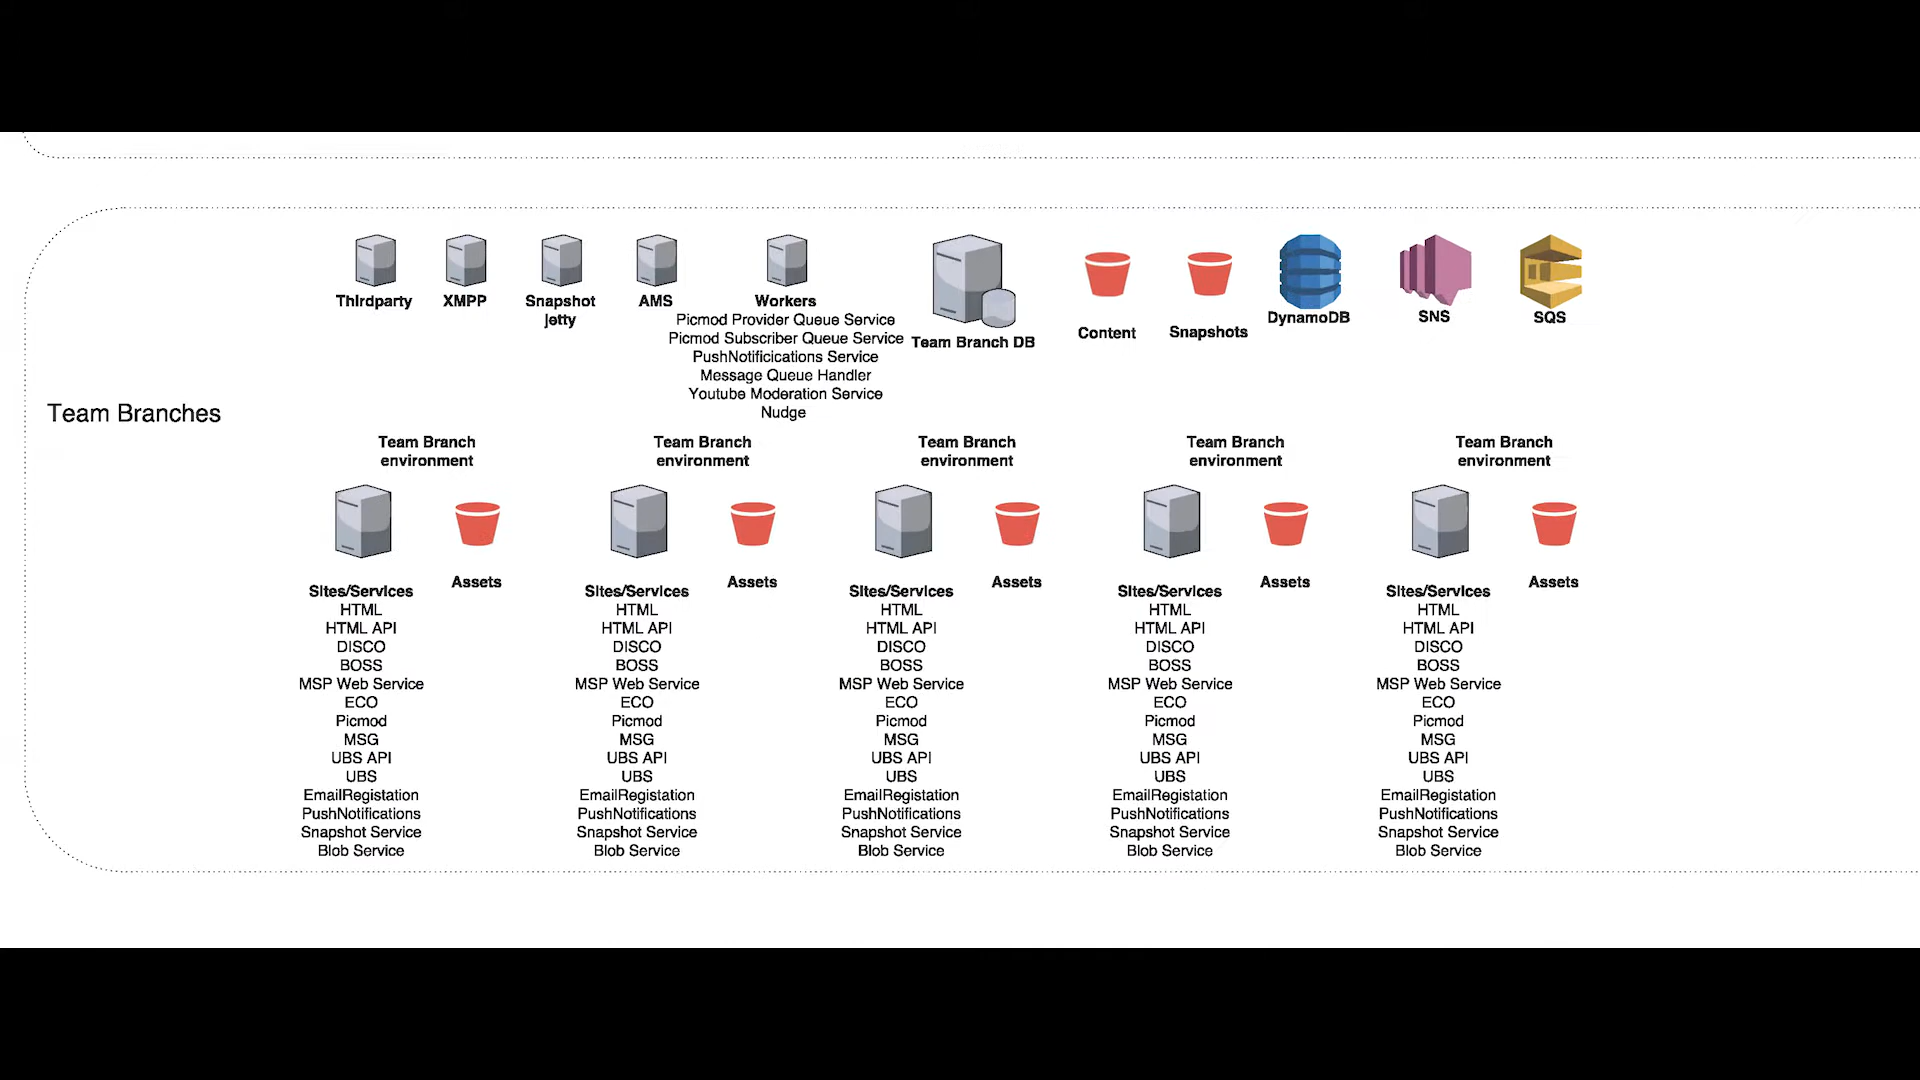 Thirdparty
XMPP
Snapshot
jetty
AMS
Workers
Picmod Provider Queue Service
Picmod Subscriber Queue Service
PushNotificications Service
Message Queue Handler
Youtube Moderation Service
Nudge
Team Branch DB
Content
Snapshots
DynamoDB
SNS
SQS
Team Branches
Team Branch
environment
Sites/Services
HTML
HTML API
DISCO
BOSS
MSP Web Service
ECO
Picmod
MSG
UBS API
UBS
EmailRegistation
PushNotifications
Snapshot Service
Blob Service
Assets
Team Branch
environment
Sites/Services
HTML
HTML API
DISCO
BOSS
MSP Web Service
ECO
Picmod
MSG
UBS API
UBS
EmailRegistation
PushNotifications
Snapshot Service
Blob Service
Assets
Team Branch
environment
Sites/Services
HTML
HTML API
DISCO
BOSS
MSP Web Service
ECO
Picmod
MSG
UBS API
UBS
EmailRegistation
PushNotifications
Snapshot Service
Blob Service
Assets
Team Branch
environment
Sites/Services
HTML
HTML API
DISCO
BOSS
MSP Web Service
ECO
Picmod
MSG
UBS API
UBS
EmailRegistation
PushNotifications
Snapshot Service
Blob Service
Assets
Team Branch
environment
Sites/Services
HTML
HTML API
DISCO
BOSS
MSP Web Service
ECO
Picmod
MSG
UBS API
UBS
EmailRegistation
PushNotifications
Snapshot Service
Blob Service
Assets